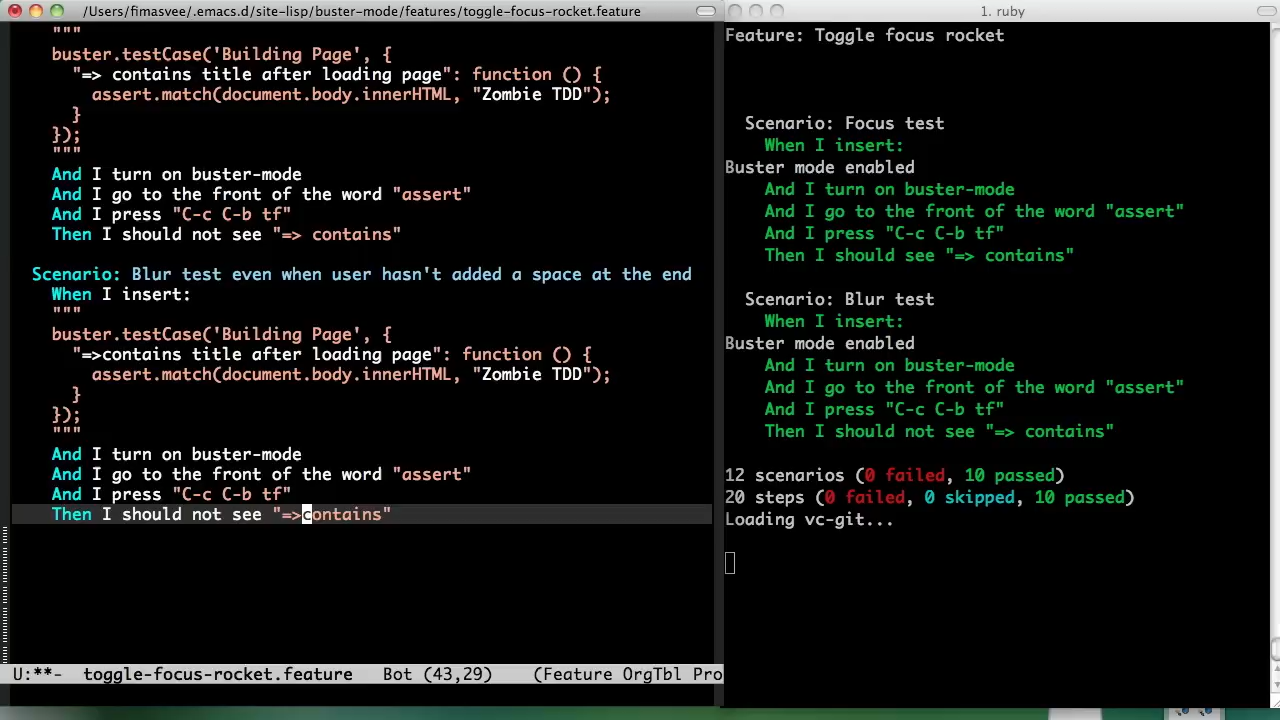 /Users/fimasvee/.emacs.d/site-lisp/buster-mode/features/toggle-focus-rocket.feature
"""
buster.testCase('Building Page', {
"=> contains title after loading page": function () {
assert.match(document.body.innerHTML, "Zombie TDD");
}
});
"""
And I turn on buster-mode
And I go to the front of the word "assert"
And I press "C-c C-b tf"
Then I should not see "=> contains"
Scenario: Blur test even when user hasn't added a space at the end
When I insert:
"""
buster.testCase('Building Page', {
"=>contains title after loading page": function () {
assert.match(document.body.innerHTML, "Zombie TDD");
}
});
"""
And I turn on buster-mode
And I go to the front of the word "assert"
And I press "C-c C-b tf"
Then I should not see "=>contains"
U:**- toggle-focus-rocket.feature Bot (43,29) (Feature OrgTbl Pro
1. ruby
Feature: Toggle focus rocket
Scenario: Focus test
When I insert:
Buster mode enabled
And I turn on buster-mode
And I go to the front of the word "assert"
And I press "C-c C-b tf"
Then I should see "=> contains"
Scenario: Blur test
When I insert:
Buster mode enabled
And I turn on buster-mode
And I go to the front of the word "assert"
And I press "C-c C-b tf"
Then I should not see "=> contains"
12 scenarios (0 failed, 10 passed)
20 steps (0 failed, 0 skipped, 10 passed)
Loading vc-git...